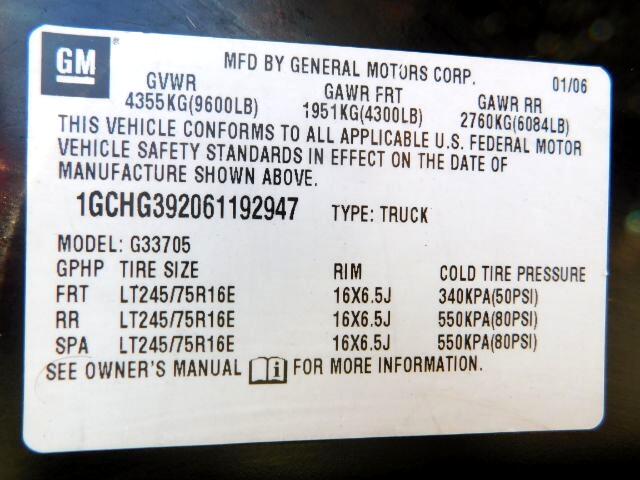 GM
MFD BY GENERAL MOTORS CORP. 01/06
GVWR GAWR FRT GAWR RR
4355KG(9600LB) 1951KG(4300LB) 2760KG(6084LB)
THIS VEHICLE CONFORMS TO ALL APPLICABLE U.S. FEDERAL MOTOR
VEHICLE SAFETY STANDARDS IN EFFECT ON THE DATE OF
MANUFACTURE SHOWN ABOVE.
1GCHG392061192947 TYPE: TRUCK
MODEL: G33705
GPHP TIRE SIZE RIM COLD TIRE PRESSURE
FRT LT245/75R16E 16X6.5J 340KPA(50PSI)
RR LT245/75R16E 16X6.5J 550KPA(80PSI)
SPA LT245/75R16E 16X6.5J 550KPA(80PSI)
SEE OWNER'S MANUAL i FOR MORE INFORMATION.